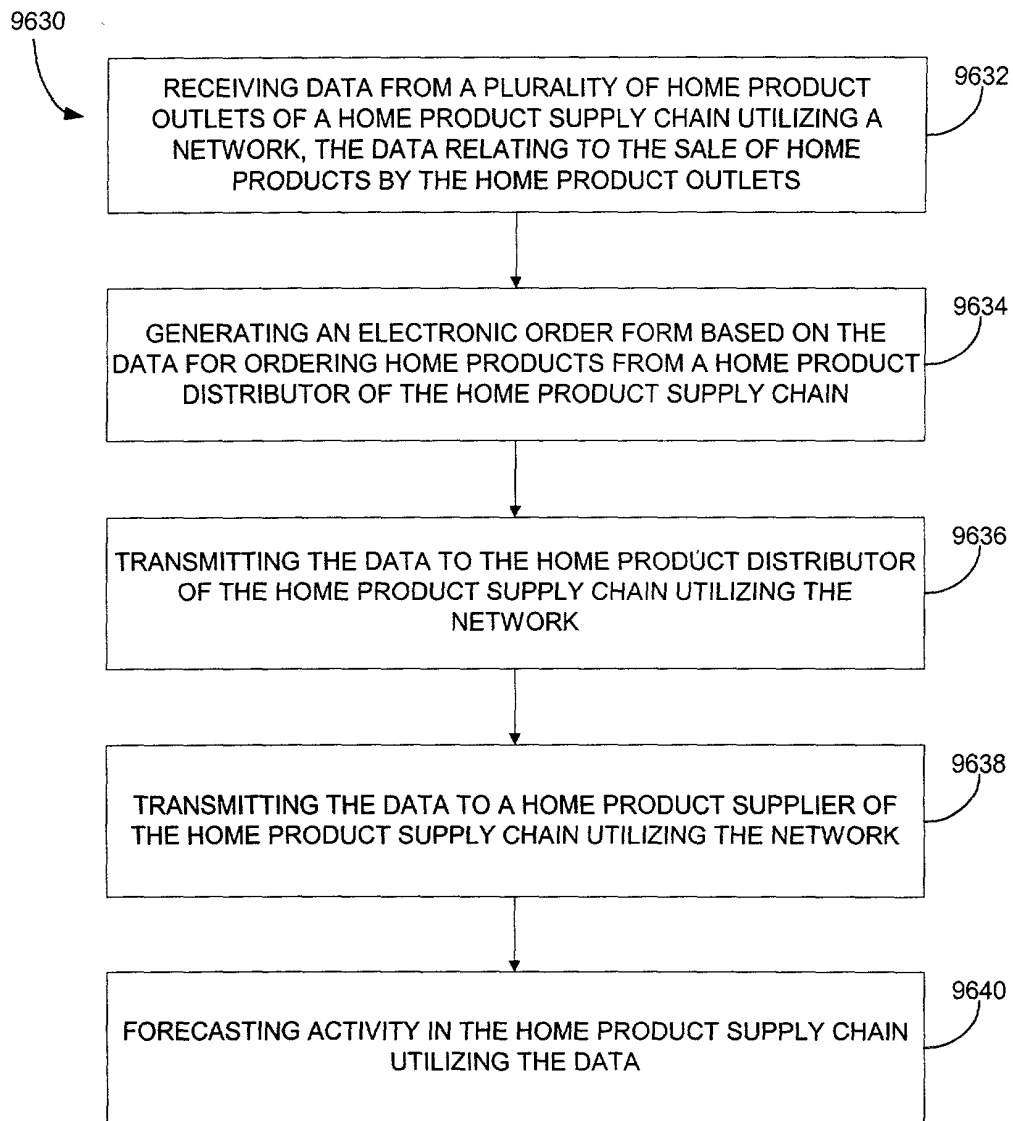 9630
RECEIVING DATA FROM A PLURALITY OF HOME PRODUCT
OUTLETS OF A HOME PRODUCT SUPPLY CHAIN UTILIZING A
NETWORK, THE DATA RELATING TO THE SALE OF HOME
PRODUCTS BY THE HOME PRODUCT OUTLETS
9632
GENERATING AN ELECTRONIC ORDER FORM BASED ON THE
DATA FOR ORDERING HOME PRODUCTS FROM A HOME PRODUCT
DISTRIBUTOR OF THE HOME PRODUCT SUPPLY CHAIN
9634
TRANSMITTING THE DATA TO THE HOME PRODUCT DISTRIBUTOR
OF THE HOME PRODUCT SUPPLY CHAIN UTILIZING THE
NETWORK
9636
TRANSMITTING THE DATA TO A HOME PRODUCT SUPPLIER OF
THE HOME PRODUCT SUPPLY CHAIN UTILIZING THE NETWORK
9638
FORECASTING ACTIVITY IN THE HOME PRODUCT SUPPLY CHAIN
UTILIZING THE DATA
9640